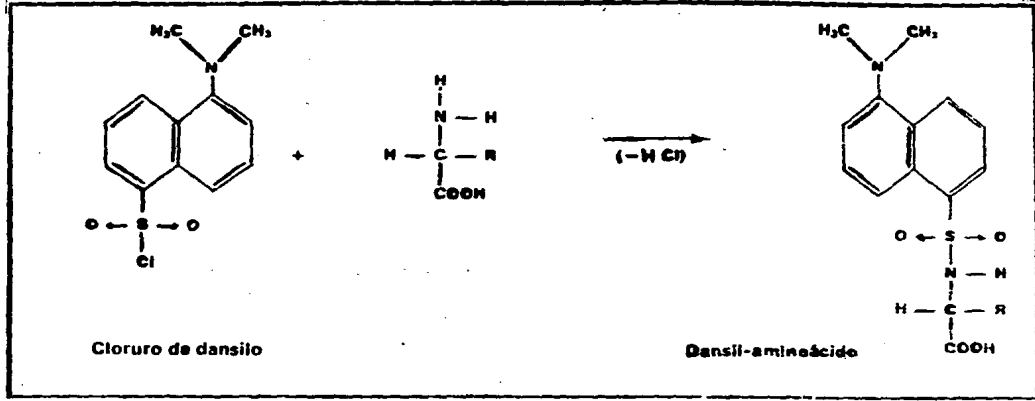 H₃C CH₃
N
+
H
N — H
H — C — R
COOH
(−H Cl)
O ← S → O
Cl
Cloruro de dansilo
H₃C CH₃
N
O ← S → O
N — H
H — C — R
COOH
Dansil-aminoácido